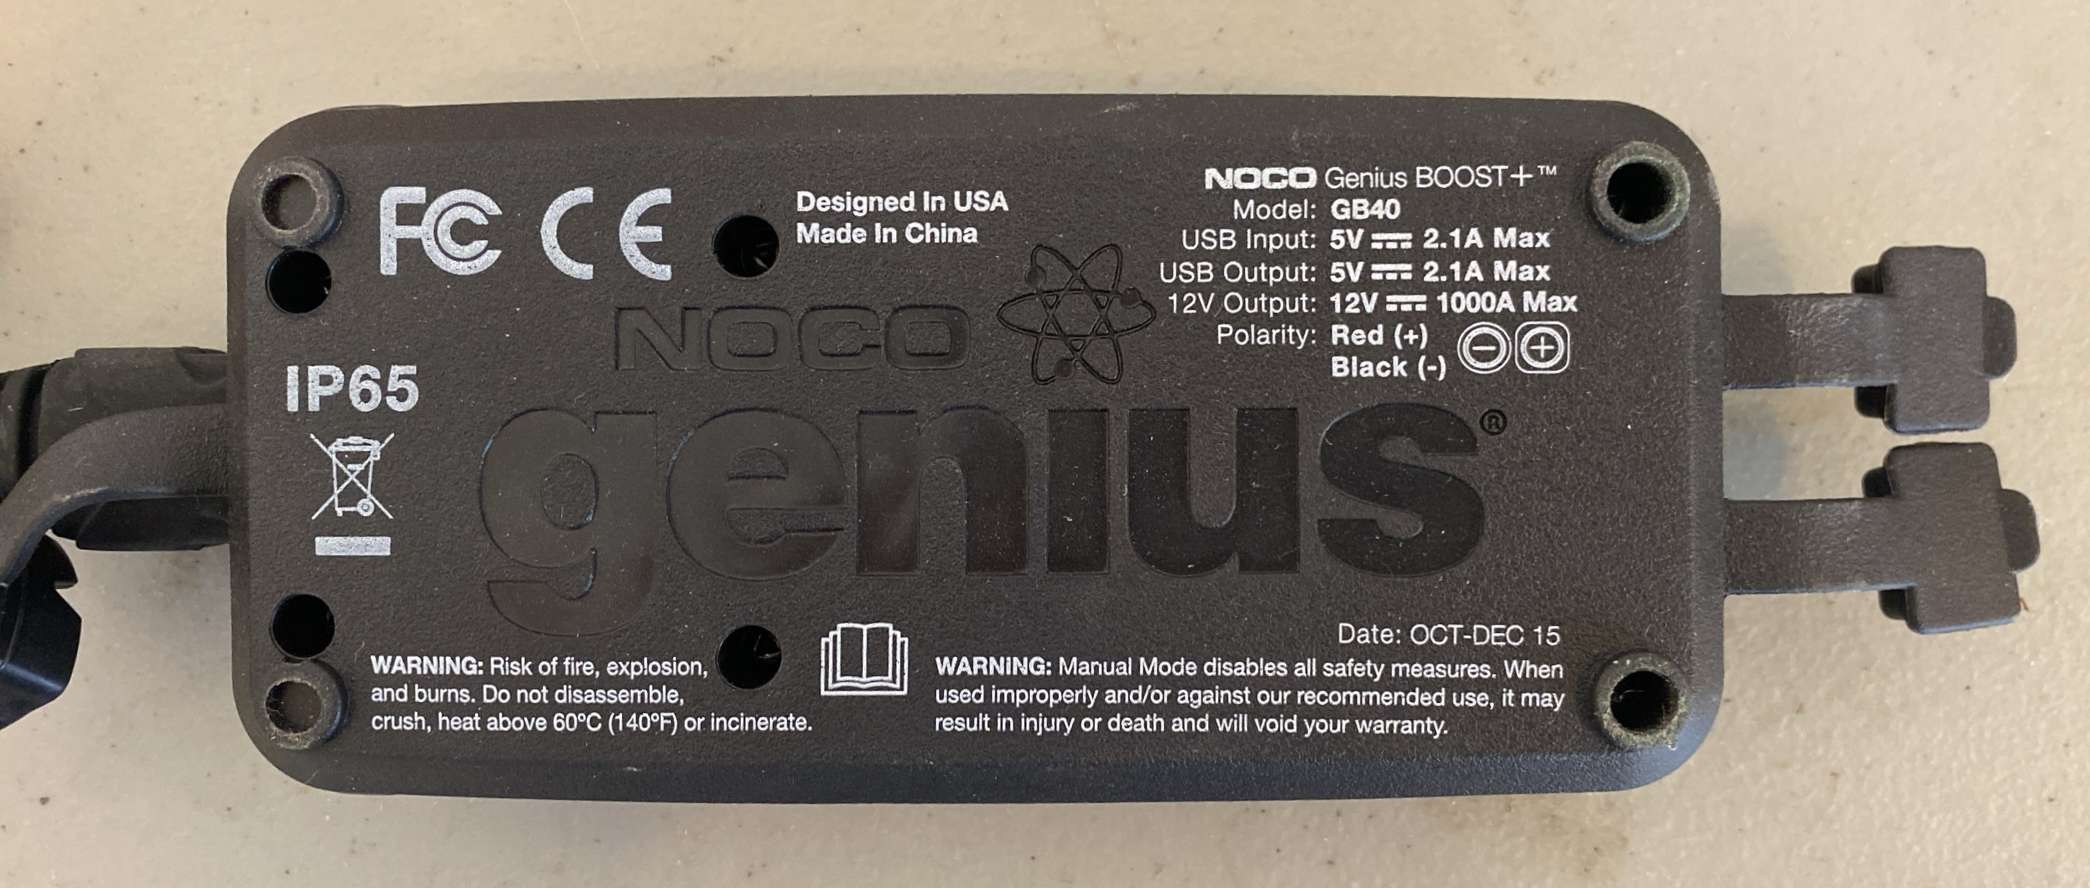 FC CE
Designed In USA
Made In China
NOCO Genius BOOST+™
Model: GB40
USB Input: 5V ⎓ 2.1A Max
USB Output: 5V ⎓ 2.1A Max
12V Output: 12V ⎓ 1000A Max
Polarity: Red (+)
Black (-)
NOCO
genius®
IP65
Date: OCT-DEC 15
WARNING: Risk of fire, explosion,
and burns. Do not disassemble,
crush, heat above 60ºC (140ºF) or incinerate.
WARNING: Manual Mode disables all safety measures. When
used improperly and/or against our recommended use, it may
result in injury or death and will void your warranty.